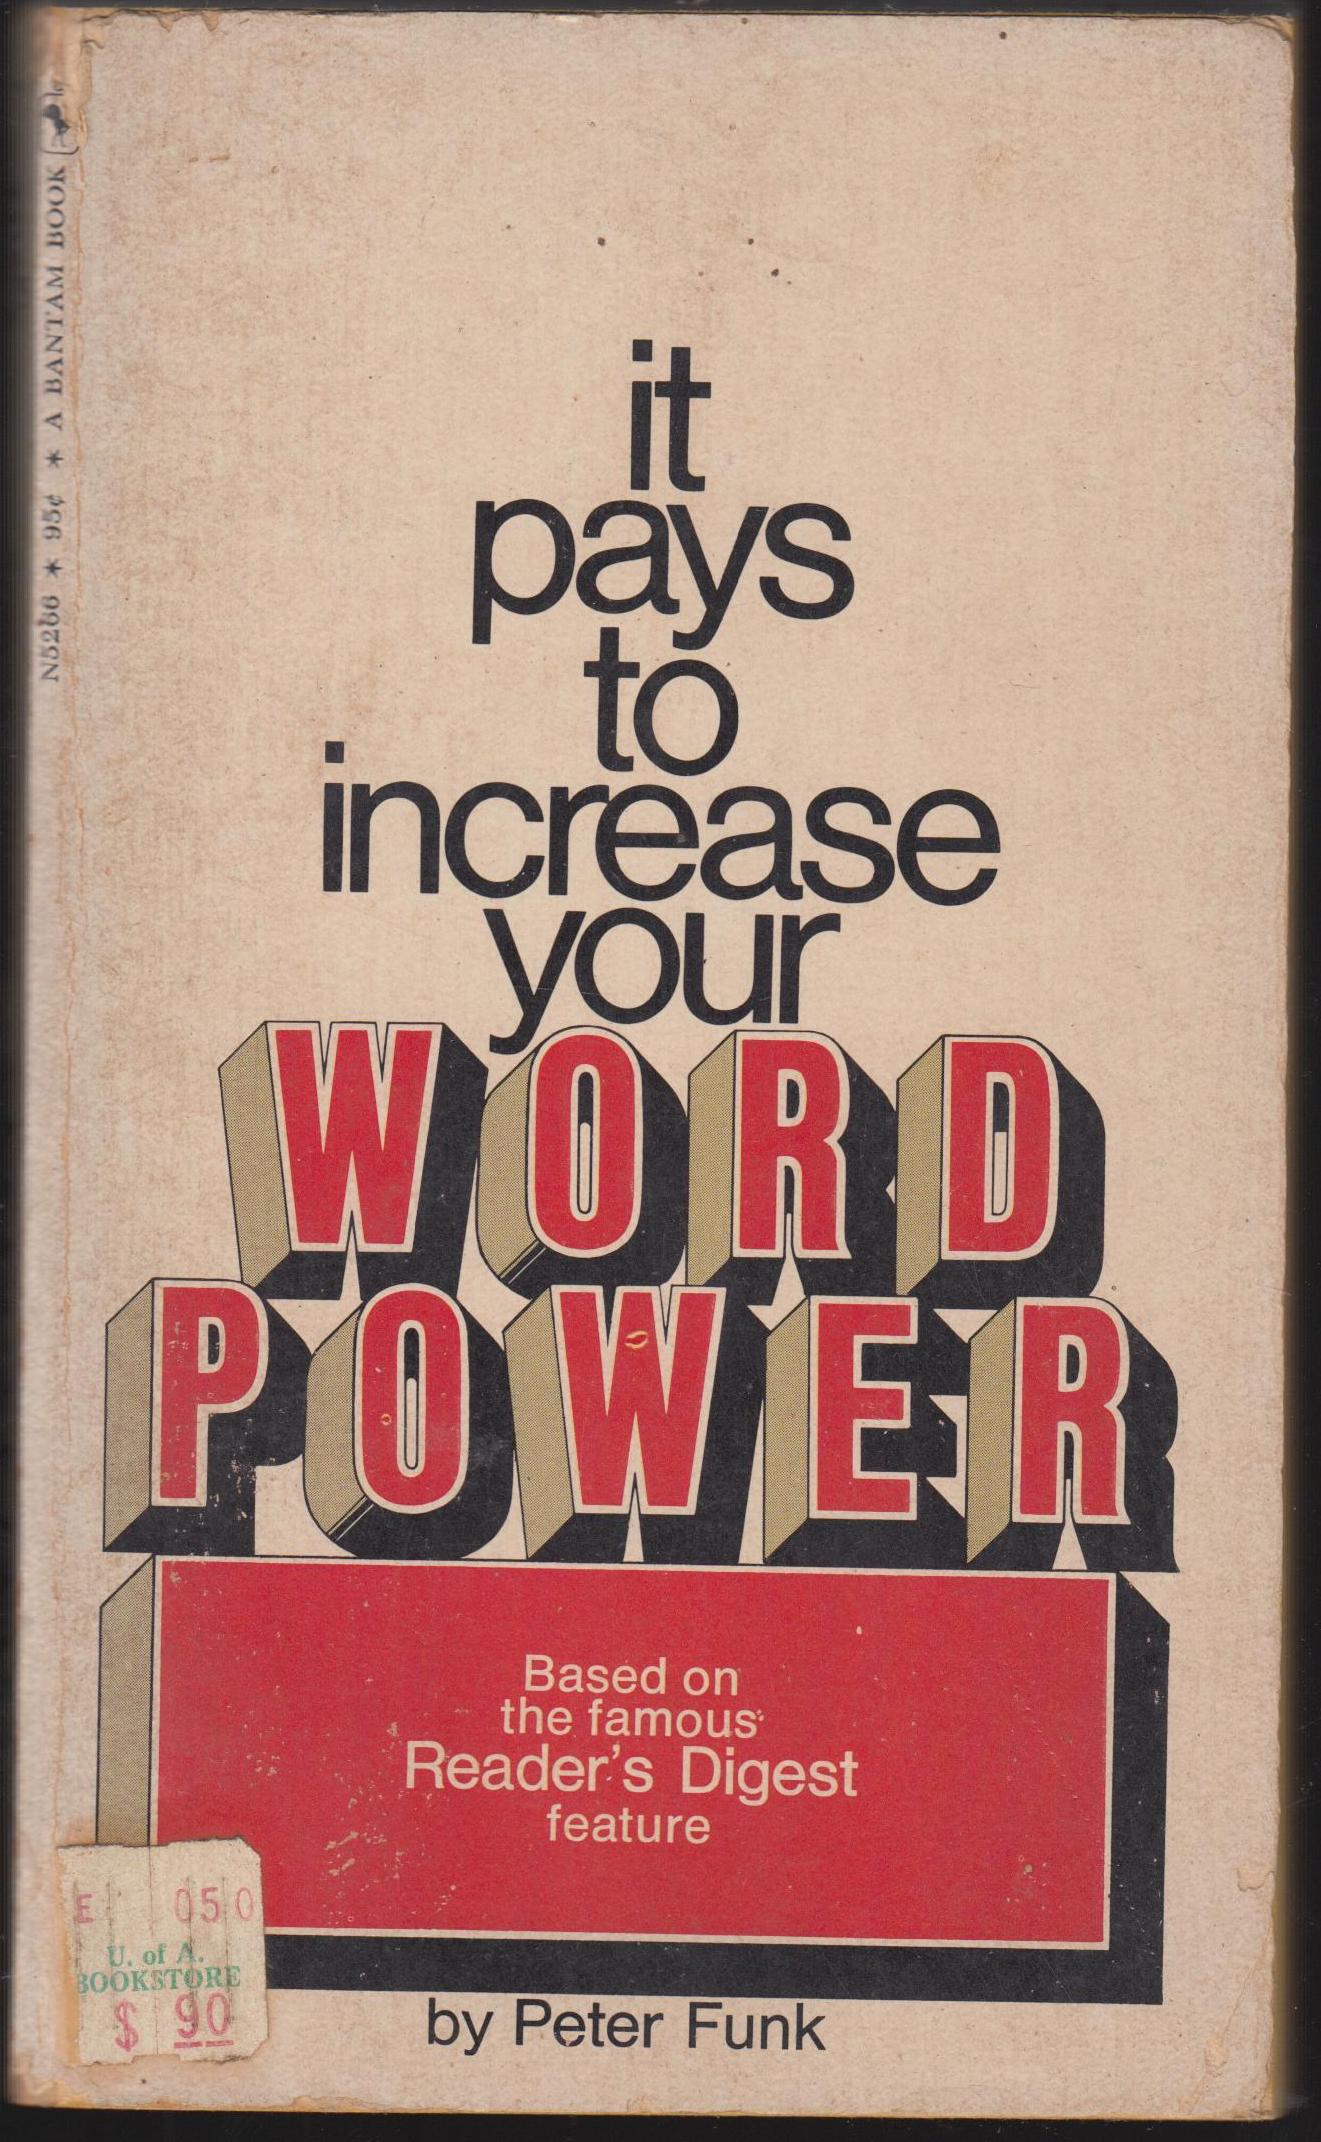 N5266 * 95¢ * A BANTAM BOOK
it
pays
to
increase
your
WORD
POWER
Based on
the famous
Reader's Digest
feature
E 050
U. of A.
BOOKSTORE
$ 90
by Peter Funk